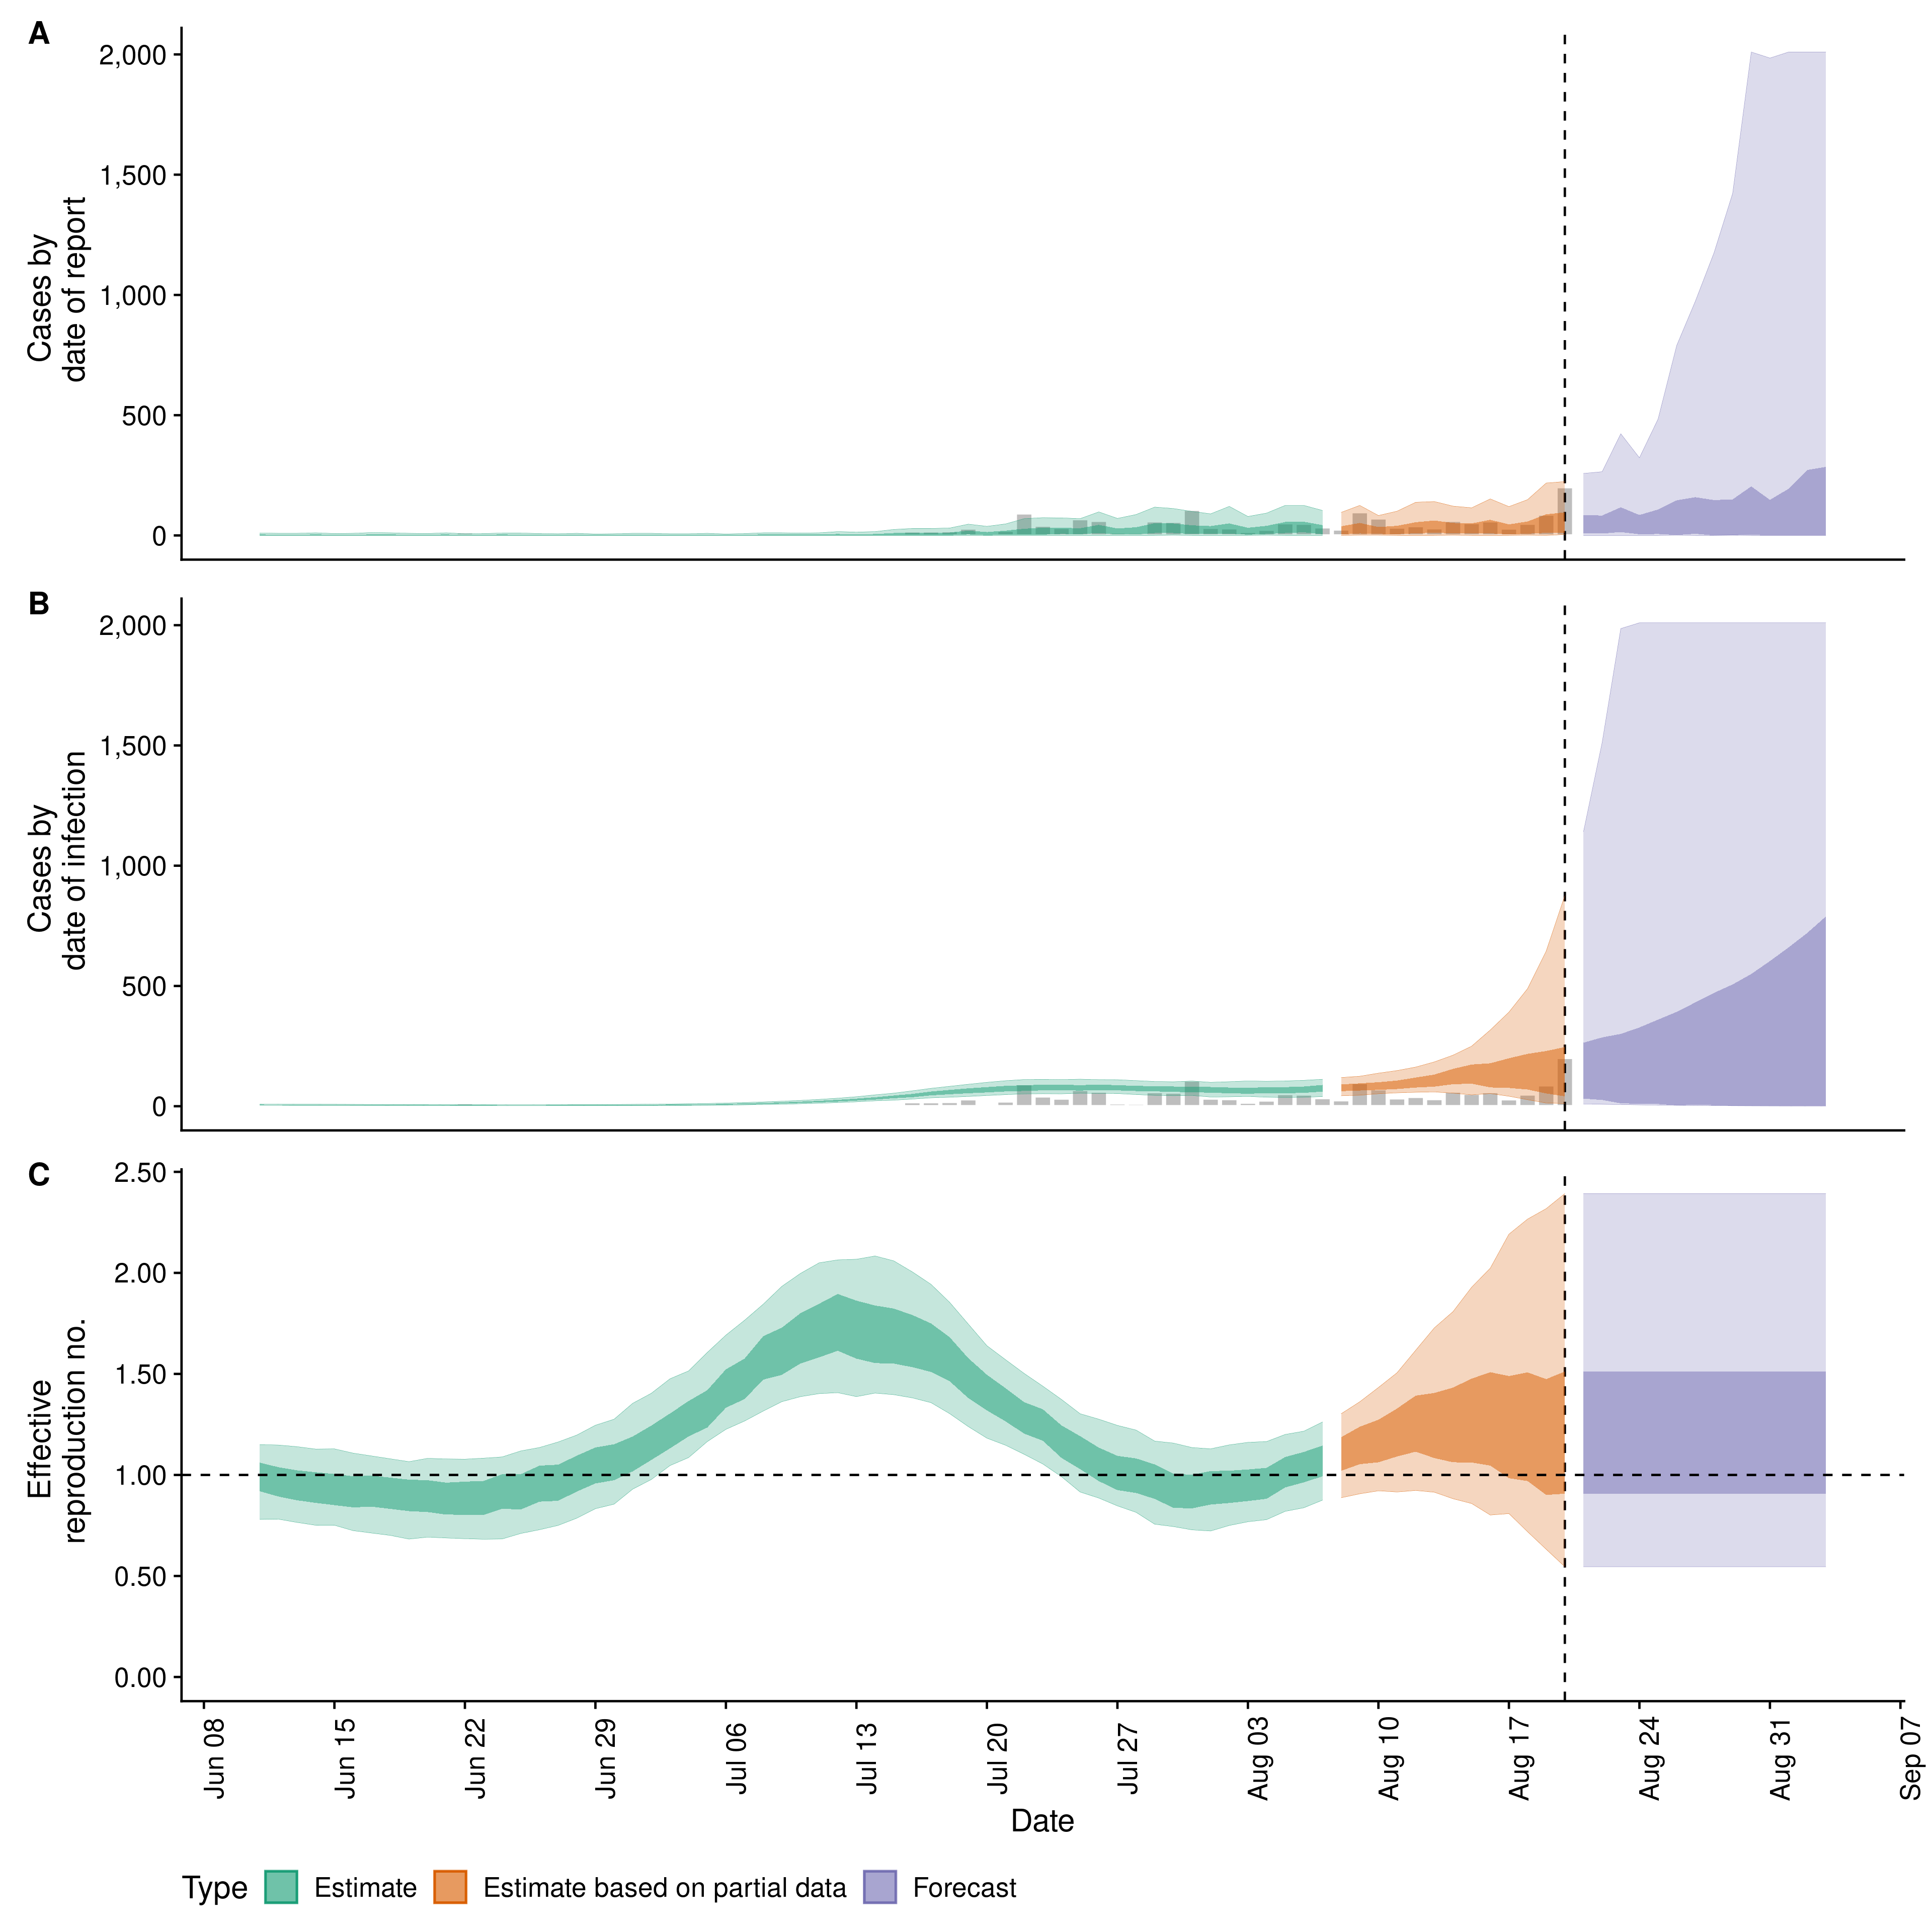 A
2,000
1,500
1,000
500
0
Cases by
date of report
B
2,000
1,500
1,000
500
0
Cases by
date of infection
C
2.50
2.00
1.50
1.00
0.50
0.00
Effective
reproduction no.
Jun 08
Jun 15
Jun 22
Jun 29
Jul 06
Jul 13
Jul 20
Jul 27
Aug 03
Aug 10
Aug 17
Aug 24
Aug 31
Sep 07
Date
Type Estimate Estimate based on partial data Forecast